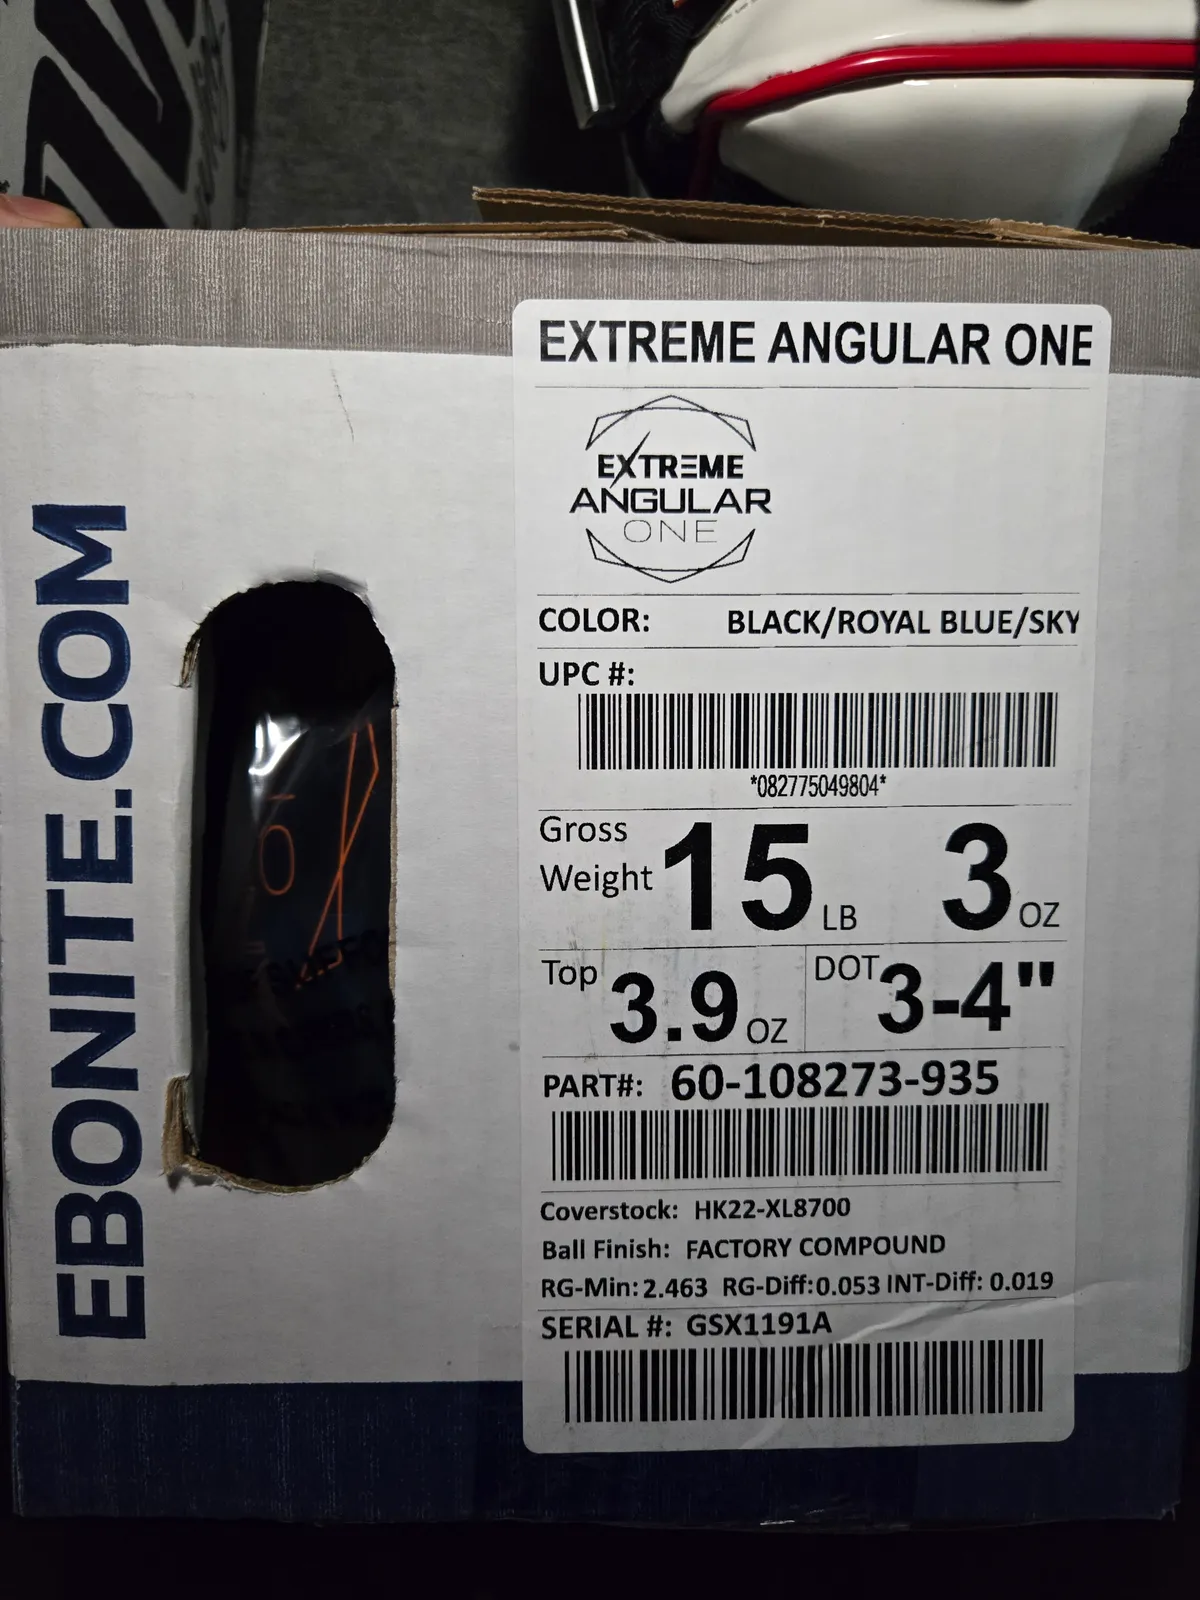 EBONITE.COM
EXTREME ANGULAR ONE
EXTREME
ANGULAR
ONE
COLOR: BLACK/ROYAL BLUE/SKY
UPC #:
*082775049804*
Gross Weight 15 LB 3 OZ
Top 3.9 OZ DOT 3-4"
PART#: 60-108273-935
Coverstock: HK22-XL8700
Ball Finish: FACTORY COMPOUND
RG-Min: 2.463 RG-Diff: 0.053 INT-Diff: 0.019
SERIAL #: GSX1191A